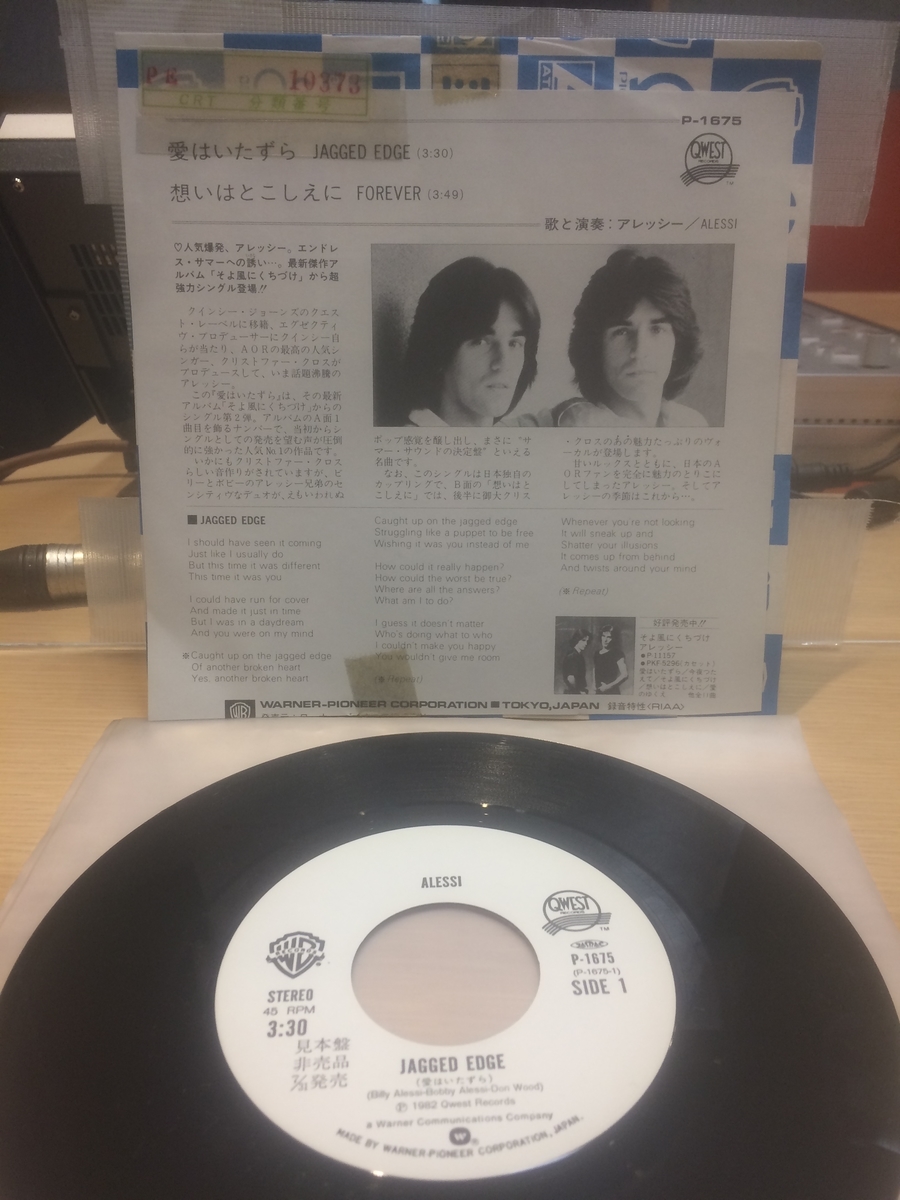 PR 10373
CRT 分類番号
P-1675
愛はいたずら JAGGED EDGE (3:30)
QWEST
RECORDS
TM
想いはとこしえに FOREVER (3:49)
歌と演奏:アレッシー/ALESSI
♡人気爆発、アレッシー。エンドレ
ス・サマーへの誘い…。最新傑作ア
ルバム「そよ風にくちづけ」から超
強力シングル登場!!
クインシー・ジョーンズのクエス
ト・レーベルに移籍、エグゼクティ
ヴ・プロデューサーにクインシー自
らが当たり、AORの最高の人気シ
ンガー、クリストファー・クロスが
プロデュースして、いま話題沸騰の
アレッシー。
この「愛はいたずら」は、その最新
アルバム「そよ風にくちづけ」からの
シングル第2弾。アルバムのA面1
曲目を飾るナンバーで、当初からシ
ングルとしての発売を望む声が圧倒
的に強かった人気№1の作品です。
いかにもクリストファー・クロス
らしい音作りがされていますが、ビ
リーとボビーのアレッシー兄弟のセ
ンシティヴなデュオが、えもいわれぬ
ポップ感覚を醸し出し、まさに“サ
マー・サウンドの決定盤”といえる
名曲です。
なお、このシングルは日本独自の
カップリングで、B面の「想いはと
こしえに」では、後半に御大クリス
・クロスのあの魅力たっぷりのヴォ
ーカルが登場します。
甘いルックスとともに、日本のA
ORファンを完全に魅力のとりこに
してしまったアレッシー。そしてア
レッシーの季節はこれから…。
■JAGGED EDGE
I should have seen it coming
Just like I usually do
But this time it was different
This time it was you
I could have run for cover
And made it just in time
But I was in a daydream
And you were on my mind
※Caught up on the jagged edge
Of another broken heart
Yes, another broken heart
Caught up on the jagged edge
Struggling like a puppet to be free
Wishing it was you instead of me
How could it really happen?
How could the worst be true?
Where are all the answers?
What am I to do?
I guess it doesn't matter
Who's doing what to who
I couldn't make you happy
You wouldn't give me room
(※ Repeat)
Whenever you're not looking
It will sneak up and
Shatter your illusions
It comes up from behind
And twists around your mind
(※ Repeat)
好評発売中!!
そよ風にくちづけ
アレッシー
●P-11157
●PKF-5296(カセット)
WARNER-PIONEER CORPORATION ■ TOKYO, JAPAN 録音特性〈RIAA〉
ALESSI
QWEST
RECORDS
TM
WB
RECORDS
P-1675
(P-1675-1)
SIDE 1
STEREO
45 RPM
3:30
見本盤
非売品
発売
JAGGED EDGE
(愛はいたずら)
(Billy Alessi-Bobby Alessi-Don Wood)
℗ 1982 Qwest Records
a Warner Communications Company
MADE BY WARNER-PIONEER CORPORATION, JAPAN.